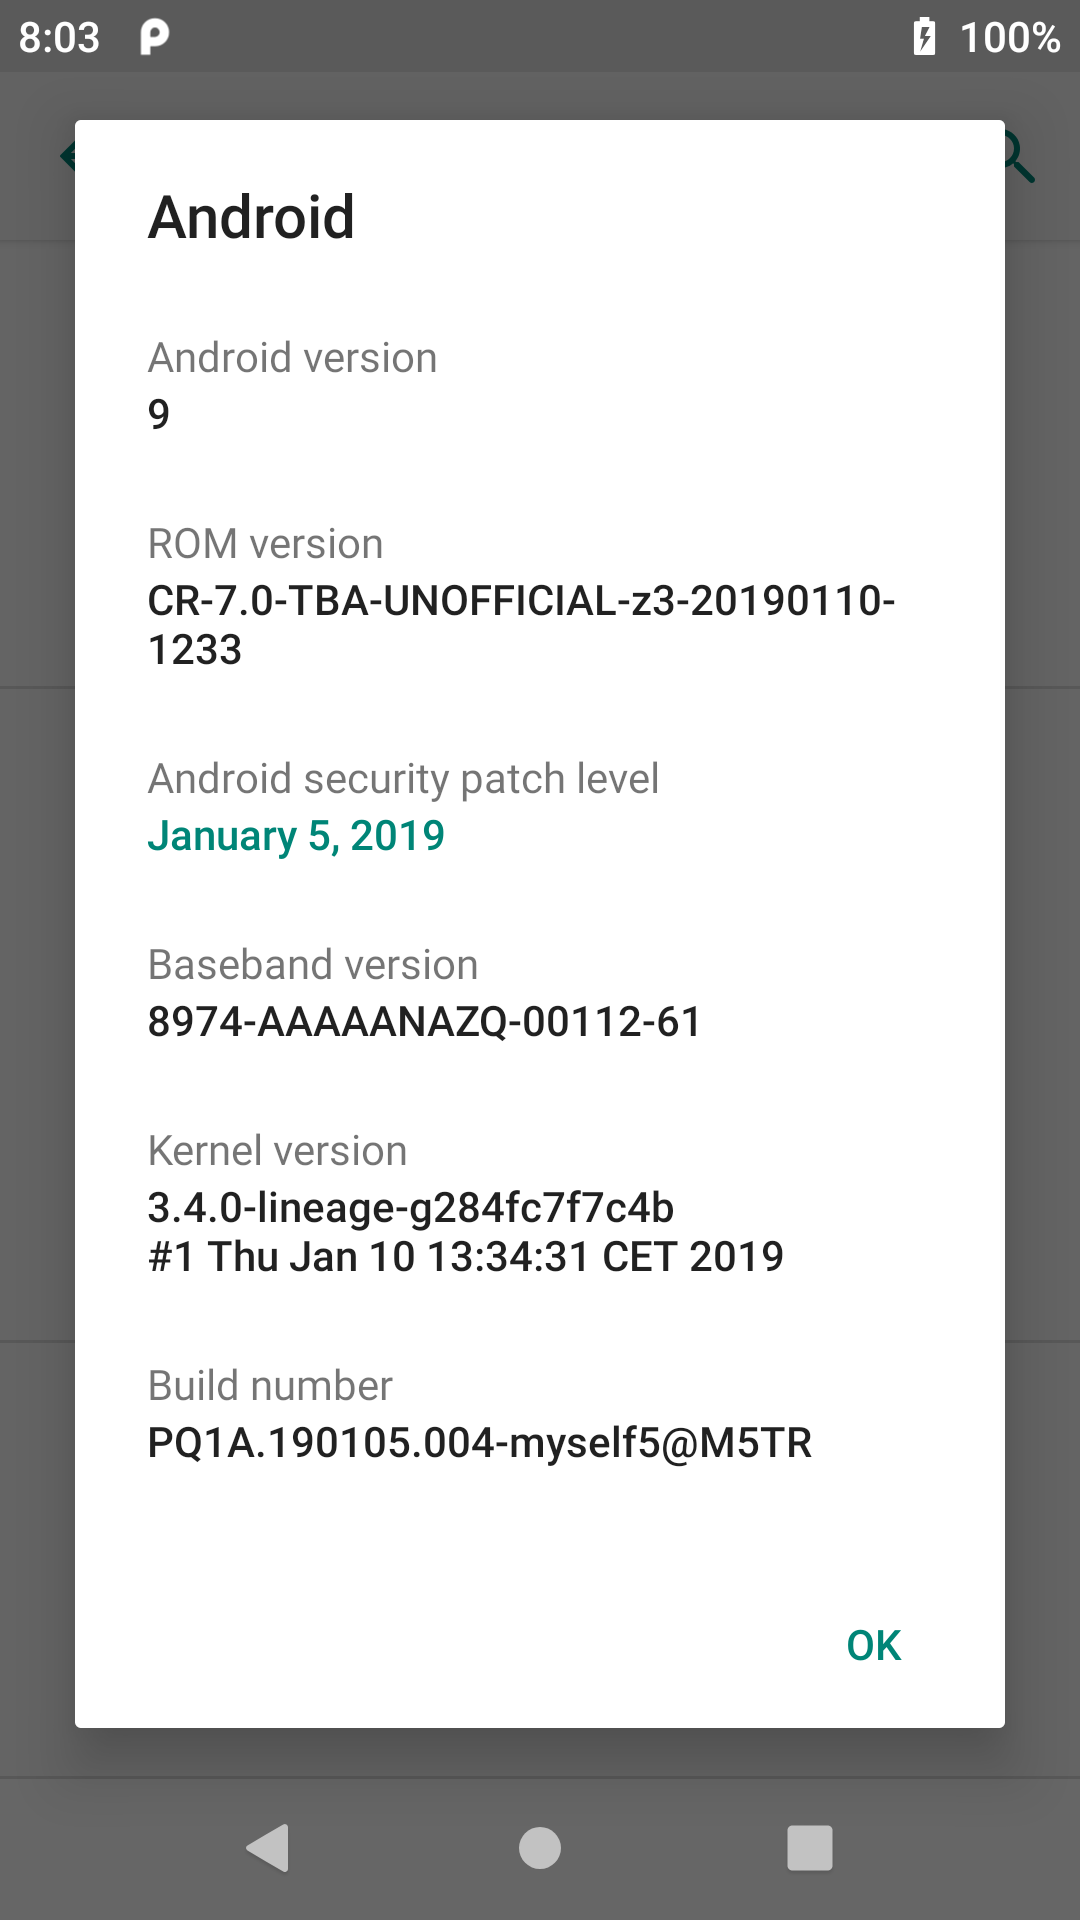 8:03
100%
Android
Android version
9
ROM version
CR-7.0-TBA-UNOFFICIAL-z3-20190110-
1233
Android security patch level
January 5, 2019
Baseband version
8974-AAAAANAZQ-00112-61
Kernel version
3.4.0-lineage-g284fc7f7c4b
#1 Thu Jan 10 13:34:31 CET 2019
Build number
PQ1A.190105.004-myself5@M5TR
OK